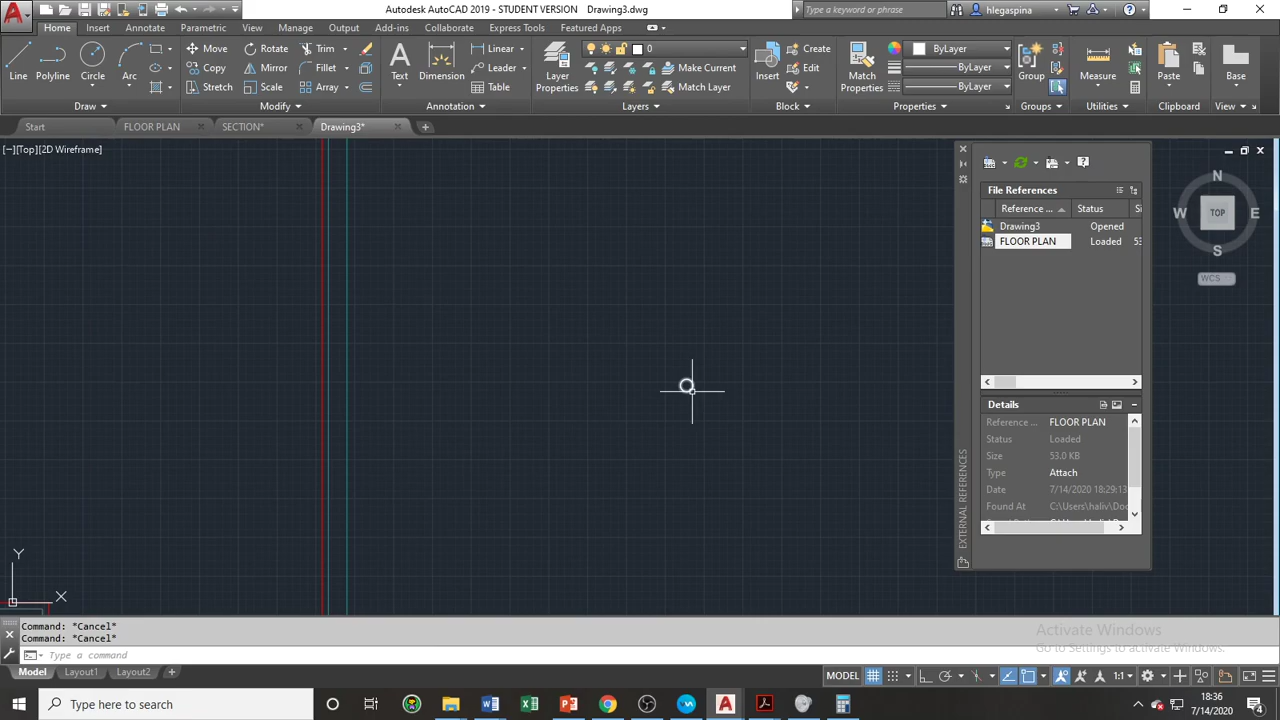 Autodesk AutoCAD 2019 - STUDENT VERSION Drawing3.dwg
Type a keyword or phrase
hlegaspina
Home Insert Annotate Parametric View Manage Output Add-ins Collaborate Express Tools Featured Apps
Line
Polyline
Circle
Arc
Move
Rotate
Trim
Copy
Mirror
Fillet
Stretch
Scale
Array
Text
Dimension
Linear
Leader
Table
Layer
Properties
0
Make Current
Match Layer
Insert
Create
Edit
Match
Properties
ByLayer
ByLayer
ByLayer
Group
Measure
Paste
Base
Draw
Modify
Annotation
Layers
Block
Properties
Groups
Utilities
Clipboard
View
Start
FLOOR PLAN
SECTION*
Drawing3*
[−][Top][2D Wireframe]
EXTERNAL REFERENCES
File References
Reference ... Status Si
Drawing3 Opened
FLOOR PLAN Loaded 53
Details
Reference ... FLOOR PLAN
Status Loaded
Size 53.0 KB
Type Attach
Date 7/14/2020 18:29:13
Found At C:\Users\haliv\Doc
N
W
TOP
E
S
WCS
Y
X
Command: *Cancel*
Command: *Cancel*
Type a command
Activate Windows
Go to Settings to activate Windows.
Model Layout1 Layout2
MODEL
1:1
Type here to search
18:36
7/14/2020
4